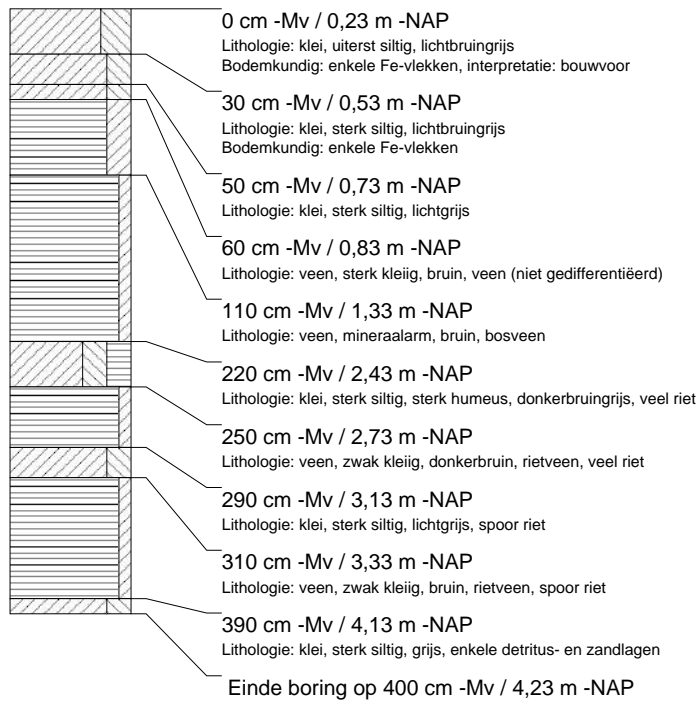 0 cm -Mv / 0,23 m -NAP
Lithologie: klei, uiterst siltig, lichtbruingrijs
Bodemkundig: enkele Fe-vlekken, interpretatie: bouwvoor
30 cm -Mv / 0,53 m -NAP
Lithologie: klei, sterk siltig, lichtbruingrijs
Bodemkundig: enkele Fe-vlekken
50 cm -Mv / 0,73 m -NAP
Lithologie: klei, sterk siltig, lichtgrijs
60 cm -Mv / 0,83 m -NAP
Lithologie: veen, sterk kleiig, bruin, veen (niet gedifferentiëerd)
110 cm -Mv / 1,33 m -NAP
Lithologie: veen, mineraalarm, bruin, bosveen
220 cm -Mv / 2,43 m -NAP
Lithologie: klei, sterk siltig, sterk humeus, donkerbruingrijs, veel riet
250 cm -Mv / 2,73 m -NAP
Lithologie: veen, zwak kleiig, donkerbruin, rietveen, veel riet
290 cm -Mv / 3,13 m -NAP
Lithologie: klei, sterk siltig, lichtgrijs, spoor riet
310 cm -Mv / 3,33 m -NAP
Lithologie: veen, zwak kleiig, bruin, rietveen, spoor riet
390 cm -Mv / 4,13 m -NAP
Lithologie: klei, sterk siltig, grijs, enkele detritus- en zandlagen
Einde boring op 400 cm -Mv / 4,23 m -NAP